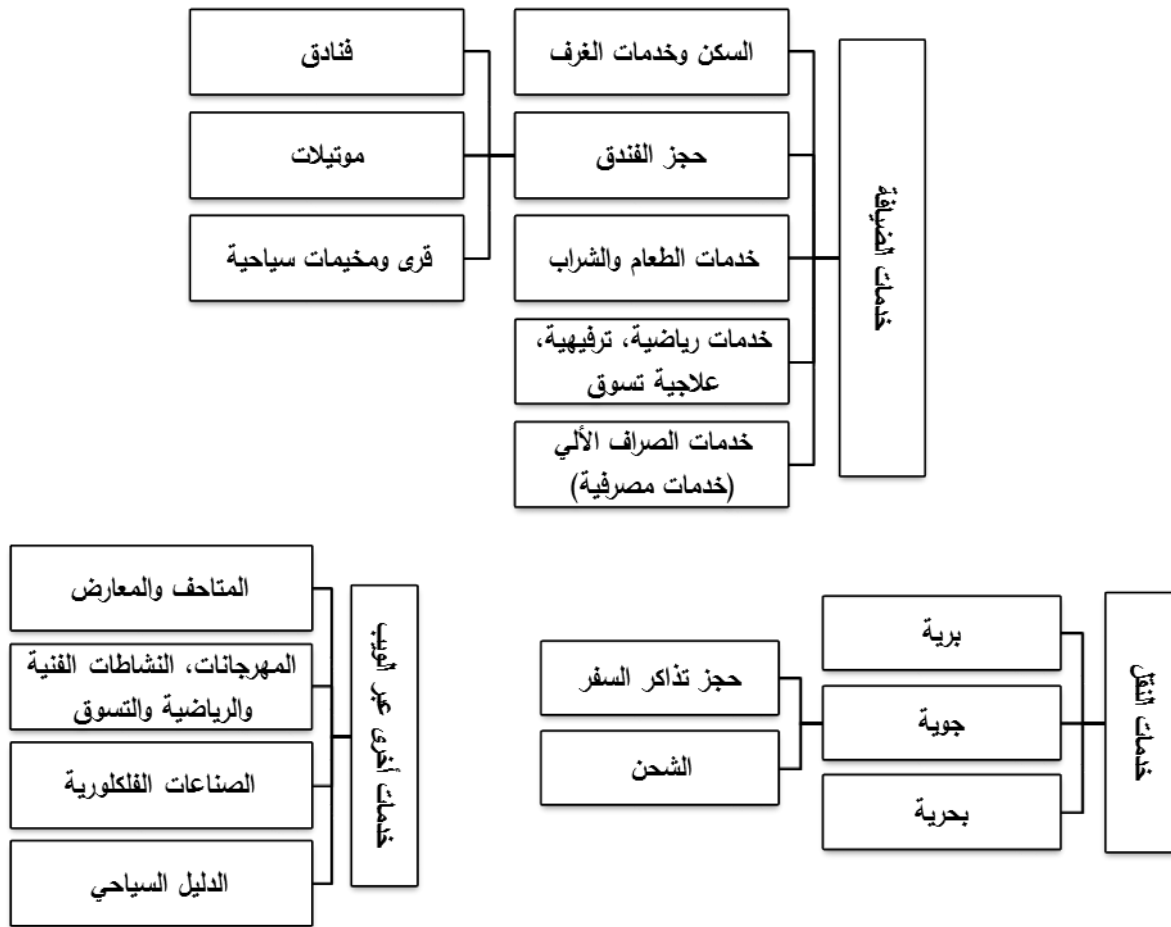 خدمات الضيافة
السكن وخدمات الغرف
حجز الفندق
خدمات الطعام والشراب
خدمات رياضية، ترفيهية،
علاجية تسوق
خدمات الصراف الألي
(خدمات مصرفية)
فنادق
موتيلات
قرى ومخيمات سياحية
خدمات النقل
برية
جوية
بحرية
حجز تذاكر السفر
الشحن
خدمات أخرى عبر الويب
المتاحف والمعارض
المهرجانات، النشاطات الفنية
والرياضية والتسوق
الصناعات الفلكلورية
الدليل السياحي